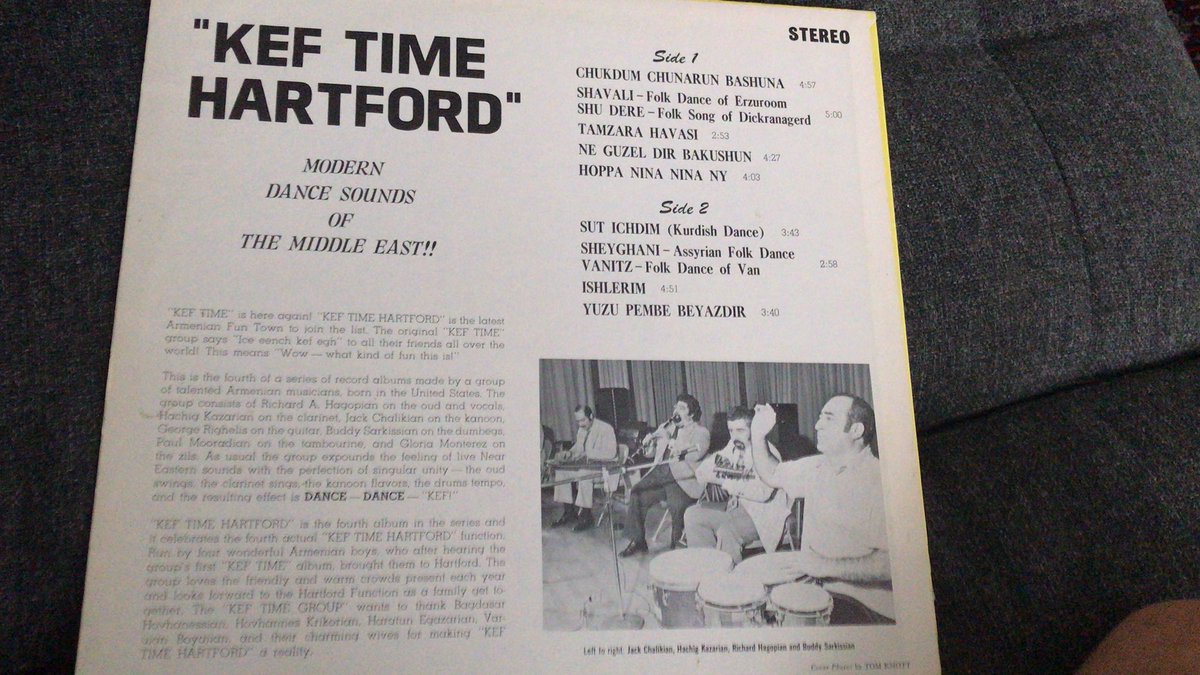 "KEF TIME
HARTFORD"
MODERN
DANCE SOUNDS
OF
THE MIDDLE EAST!!
"KEF TIME" is here again! "KEF TIME HARTFORD" is the latest
Armenian Fun Town to join the list. The original "KEF TIME"
group says "Ice eench kef egh" to all their friends all over the
world! This means "Wow — what kind of fun this is!"
This is the fourth of a series of record albums made by a group
of talented Armenian musicians, born in the United States. The
group consists of Richard A. Hagopian on the oud and vocals,
Hachig Kazarian on the clarinet, Jack Chalikian on the kanoon,
George Righelis on the guitar, Buddy Sarkissian on the dumbeg,
Paul Mooradian on the tambourine, and Gloria Monterez on
the zils. As usual the group expounds the feeling of live Near
Eastern sounds with the perfection of singular unity — the oud
swings, the clarinet sings, the kanoon flavors, the drums tempo,
and the resulting effect is DANCE — DANCE — "KEF!"
"KEF TIME HARTFORD" is the fourth album in the series and
it celebrates the fourth actual "KEF TIME HARTFORD" function.
Run by four wonderful Armenian boys, who after hearing the
group's first "KEF TIME" album, brought them to Hartford. The
group loves the friendly and warm crowds present each year
and looks forward to the Hartford Function as a family get to-
gether. The "KEF TIME GROUP" wants to thank Bagdasar
Hovhanessian, Hovhannes Krikorian, Haratun Egazarian, Var-
Boyajian, and their charming wives for making "KEF
TIME HARTFORD" a reality.
STEREO
Side 1
CHUKDUM CHUNARUN BASHUNA 4:57
SHAVALI – Folk Dance of Erzuroom
SHU DERE – Folk Song of Dickranagerd 5:00
TAMZARA HAVASI 2:53
NE GUZEL DIR BAKUSHUN 4:27
HOPPA NINA NINA NY 4:03
Side 2
SUT ICHDIM (Kurdish Dance) 3:43
SHEYGHANI – Assyrian Folk Dance
VANITZ – Folk Dance of Van 2:58
ISHLERIM 4:51
YUZU PEMBE BEYAZDIR 3:40
Left to right: Jack Chalikian, Hachig Kazarian, Richard Hagopian and Buddy Sarkissian
Cover Photos by TOM KNOTT